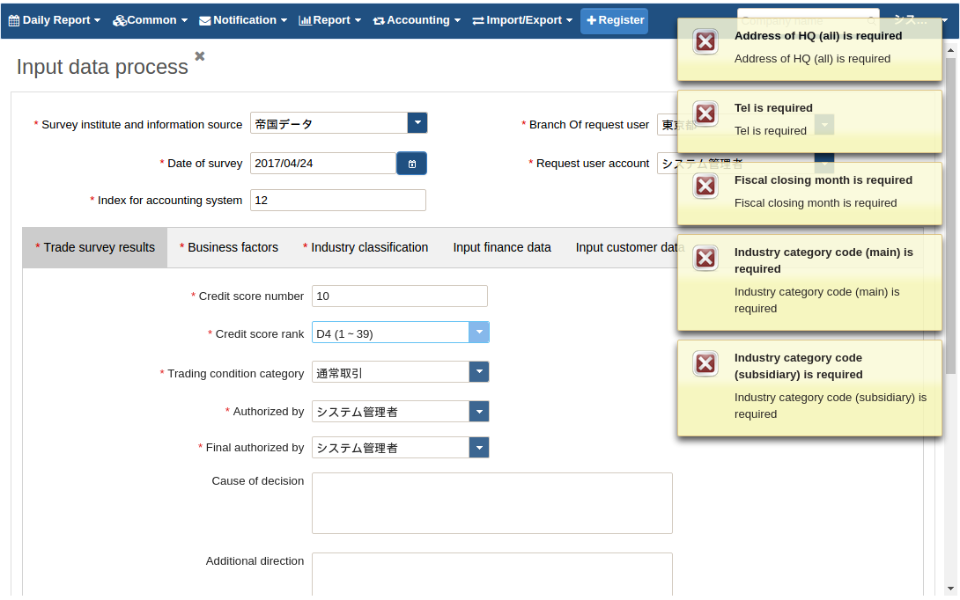 Daily Report Common Notification Report Accounting Import/Export Register Company name シス...
Input data process
* Survey institute and information source 帝国データ
* Branch Of request user 東京都
* Date of survey 2017/04/24
* Request user account システム管理者
* Index for accounting system 12
* Trade survey results * Business factors * Industry classification Input finance data Input customer data
* Credit score number 10
* Credit score rank D4 (1 ~ 39)
* Trading condition category 通常取引
* Authorized by システム管理者
* Final authorized by システム管理者
Cause of decision
Additional direction
Address of HQ (all) is required
Address of HQ (all) is required
Tel is required
Tel is required
Fiscal closing month is required
Fiscal closing month is required
Industry category code (main) is
required
Industry category code (main) is
required
Industry category code
(subsidiary) is required
Industry category code (subsidiary) is
required